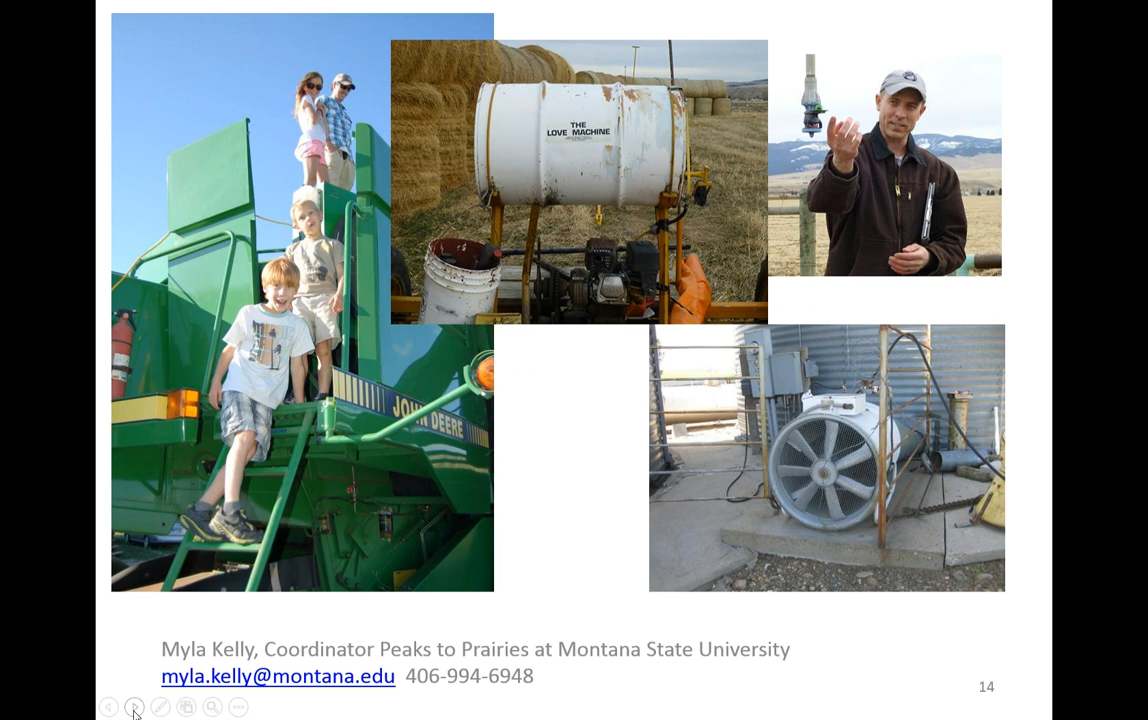 THE
LOVE MACHINE
JOHN DEERE
Myla Kelly, Coordinator Peaks to Prairies at Montana State University
myla.kelly@montana.edu 406-994-6948
14